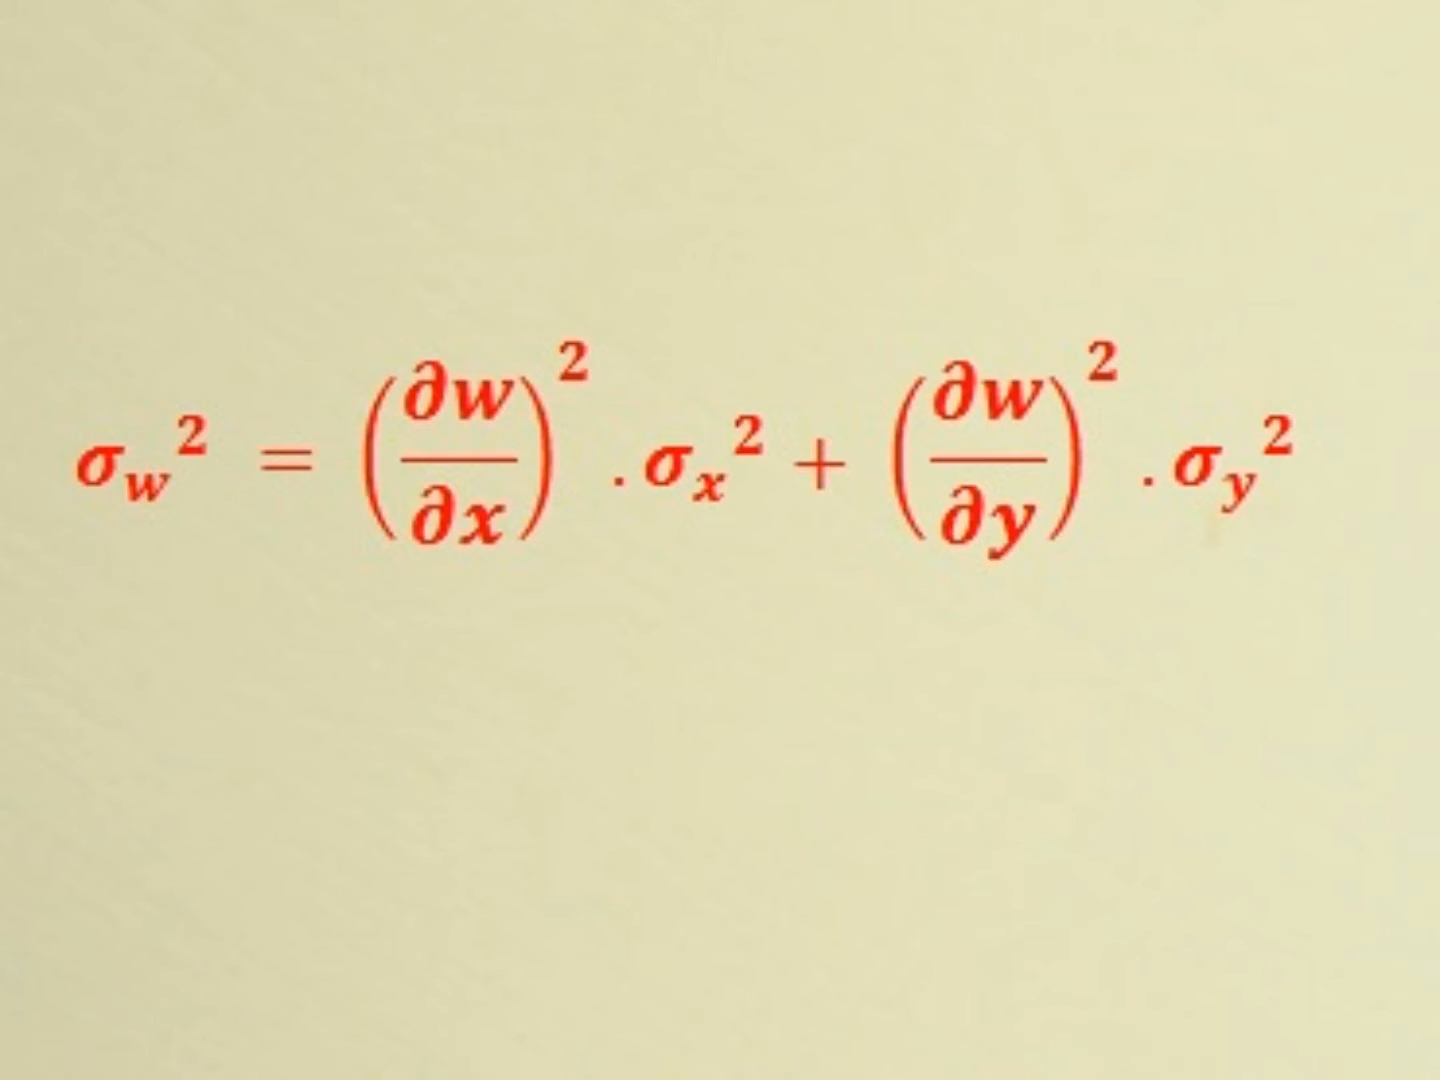 σ_w² = (∂w/∂x)² . σ_x² + (∂w/∂y)² . σ_y²